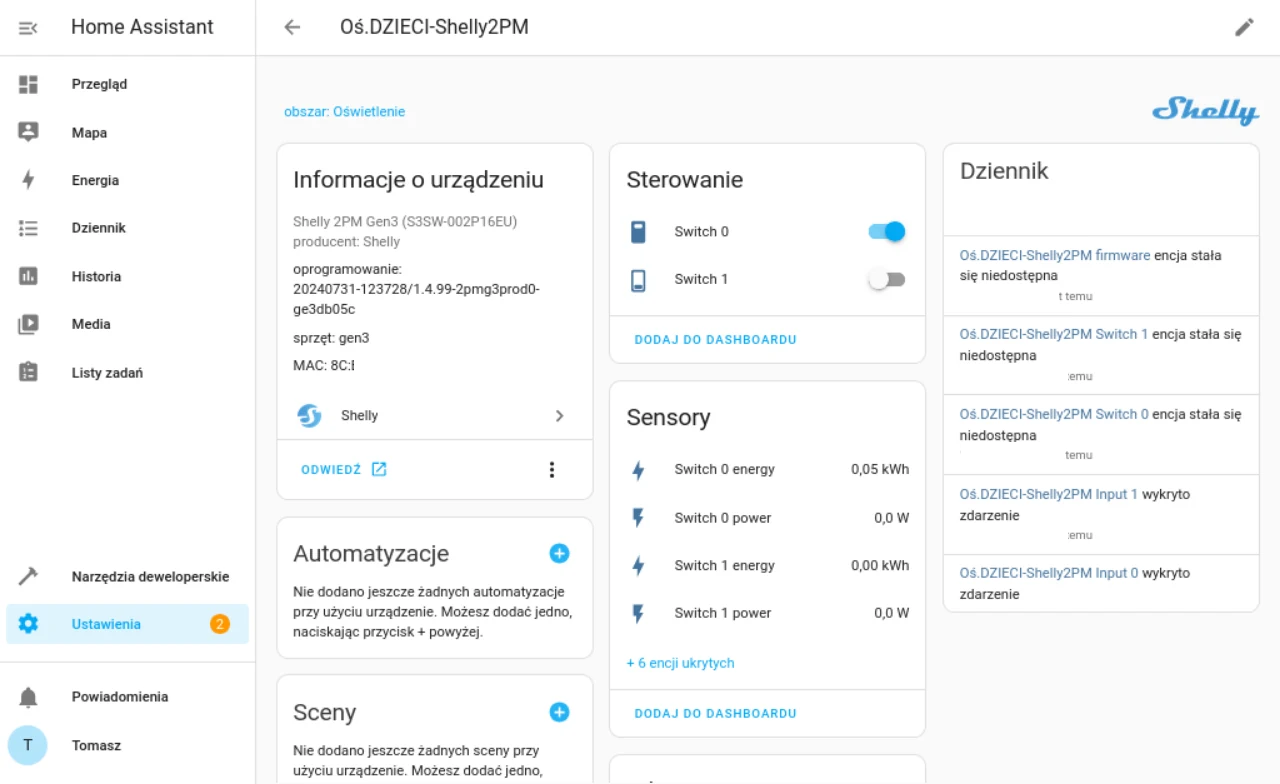 Home Assistant
Przegląd
Mapa
Energia
Dziennik
Historia
Media
Listy zadań
Narzędzia deweloperskie
Ustawienia 2
Powiadomienia
T Tomasz
Oś.DZIECI-Shelly2PM
obszar: Oświetlenie
Shelly
Informacje o urządzeniu
Shelly 2PM Gen3 (S3SW-002P16EU)
producent: Shelly
oprogramowanie:
20240731-123728/1.4.99-2pmg3prod0-
ge3db05c
sprzęt: gen3
MAC: 8C:
Shelly
ODWIEDŹ
Automatyzacje
Nie dodano jeszcze żadnych automatyzacje
przy użyciu urządzenie. Możesz dodać jedno,
naciskając przycisk + powyżej.
Sceny
Nie dodano jeszcze żadnych sceny przy
użyciu urządzenie. Możesz dodać jedno,
Sterowanie
Switch 0
Switch 1
DODAJ DO DASHBOARDU
Sensory
Switch 0 energy 0,05 kWh
Switch 0 power 0,0 W
Switch 1 energy 0,00 kWh
Switch 1 power 0,0 W
+ 6 encji ukrytych
DODAJ DO DASHBOARDU
Dziennik
Oś.DZIECI-Shelly2PM firmware encja stała
się niedostępna
t temu
Oś.DZIECI-Shelly2PM Switch 1 encja stała się
niedostępna
temu
Oś.DZIECI-Shelly2PM Switch 0 encja stała się
niedostępna
temu
Oś.DZIECI-Shelly2PM Input 1 wykryto
zdarzenie
temu
Oś.DZIECI-Shelly2PM Input 0 wykryto
zdarzenie